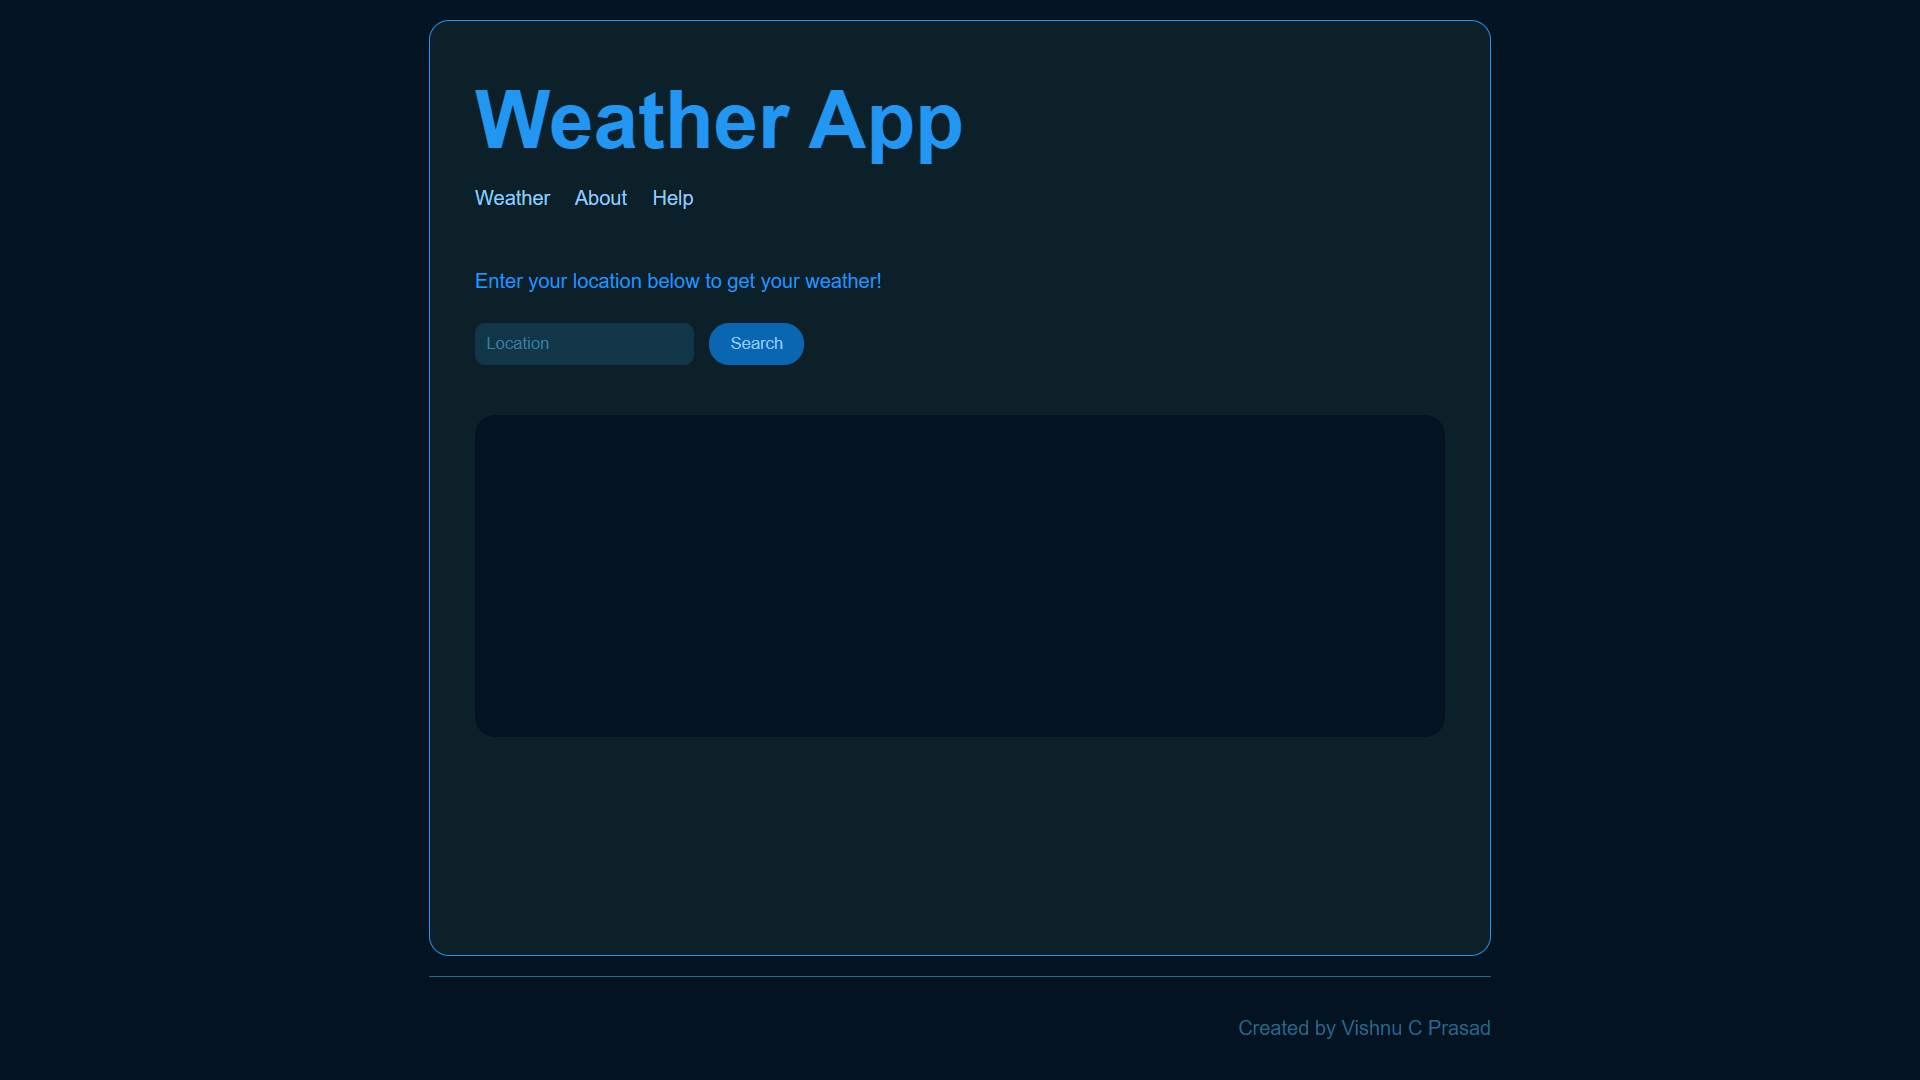 Weather App
Weather About Help
Enter your location below to get your weather!
Location Search
Created by Vishnu C Prasad